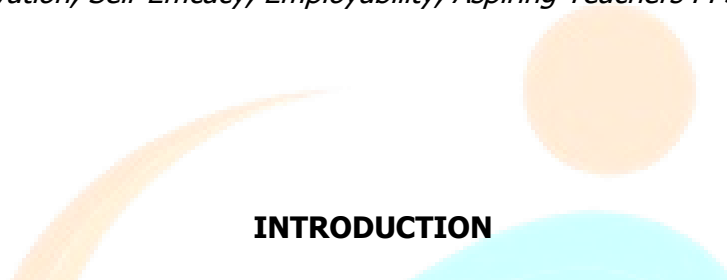 Self-Efficacy, Employability, Aspiring Teachers
INTRODUCTION